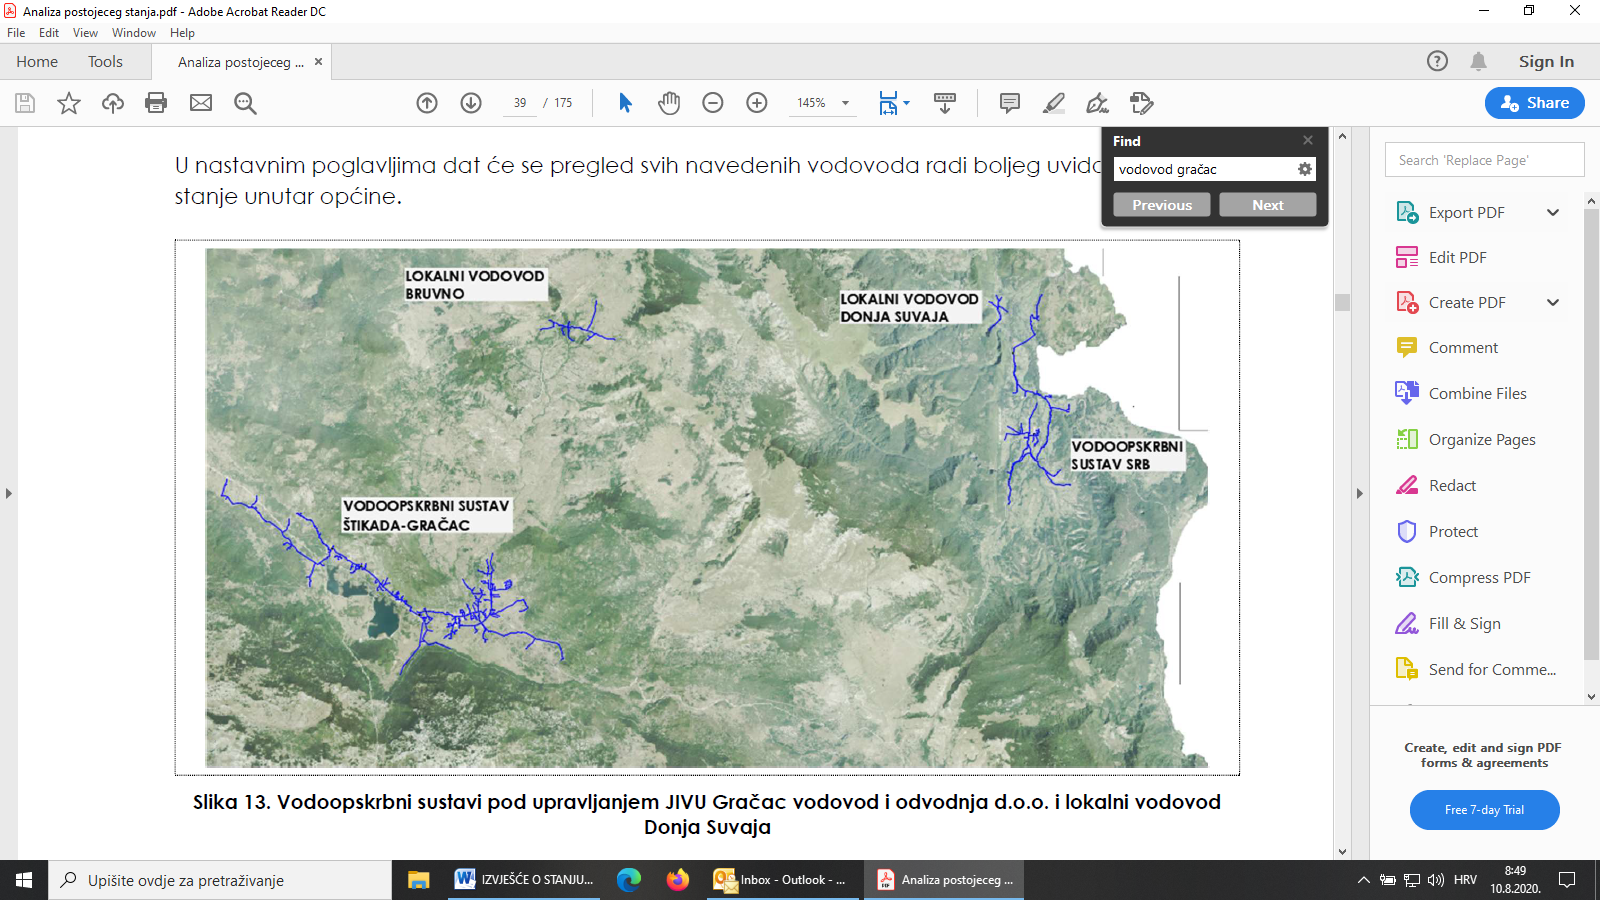 Analiza postojeceg stanja.pdf - Adobe Acrobat Reader DC
File Edit View Window Help
Home Tools Analiza postojeceg ... × Sign In
39 / 175 145% Share
Find
vodovod gračac
Previous Next
U nastavnim poglavljima dat će se pregled svih navedenih vodovoda radi boljeg
stanje unutar općine.
LOKALNI VODOVOD
BRUVNO
LOKALNI VODOVOD
DONJA SUVAJA
VODOOPSKRBNI
SUSTAV SRB
VODOOPSKRBNI SUSTAV
ŠTIKADA-GRAČAC
Slika 13. Vodoopskrbni sustavi pod upravljanjem JIVU Gračac vodovod i odvodnja d.o.o. i lokalni vodovod
Donja Suvaja
Search 'Replace Page'
Export PDF
Edit PDF
Create PDF
Comment
Combine Files
Organize Pages
Redact
Protect
Compress PDF
Fill & Sign
Send for Comme...
Create, edit and sign PDF
forms & agreements
Free 7-day Trial
Upišite ovdje za pretraživanje
IZVJEŠĆE O STANJU...
Inbox - Outlook - ...
Analiza postojeceg ...
HRV
8:49
10.8.2020.